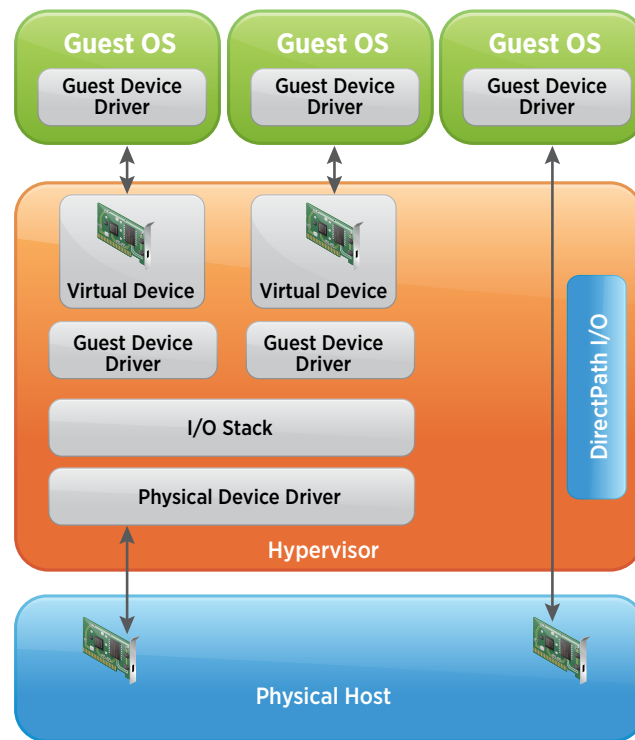 Guest OS
Guest Device
Driver
Guest OS
Guest Device
Driver
Guest OS
Guest Device
Driver
Virtual Device
Virtual Device
Guest Device
Driver
Guest Device
Driver
I/O Stack
Physical Device Driver
Hypervisor
DirectPath I/O
Physical Host